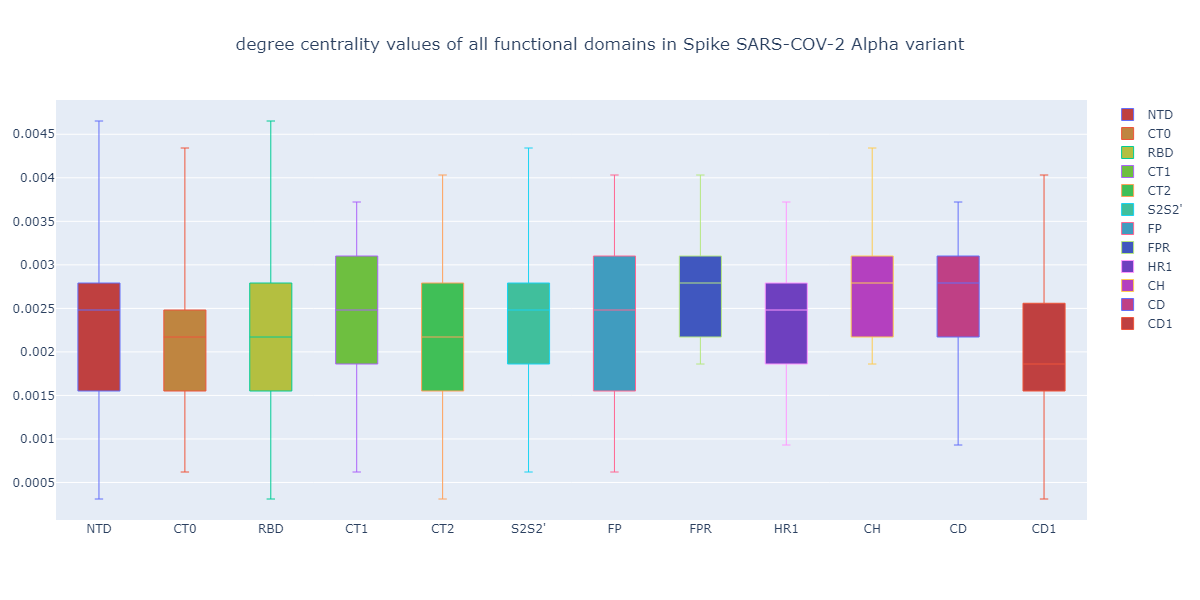 degree centrality values of all functional domains in Spike SARS-COV-2 Alpha variant
0.0045
0.004
0.0035
0.003
0.0025
0.002
0.0015
0.001
0.0005
NTD CT0 RBD CT1 CT2 S2S2' FP FPR HR1 CH CD CD1
NTD
CT0
RBD
CT1
CT2
S2S2'
FP
FPR
HR1
CH
CD
CD1